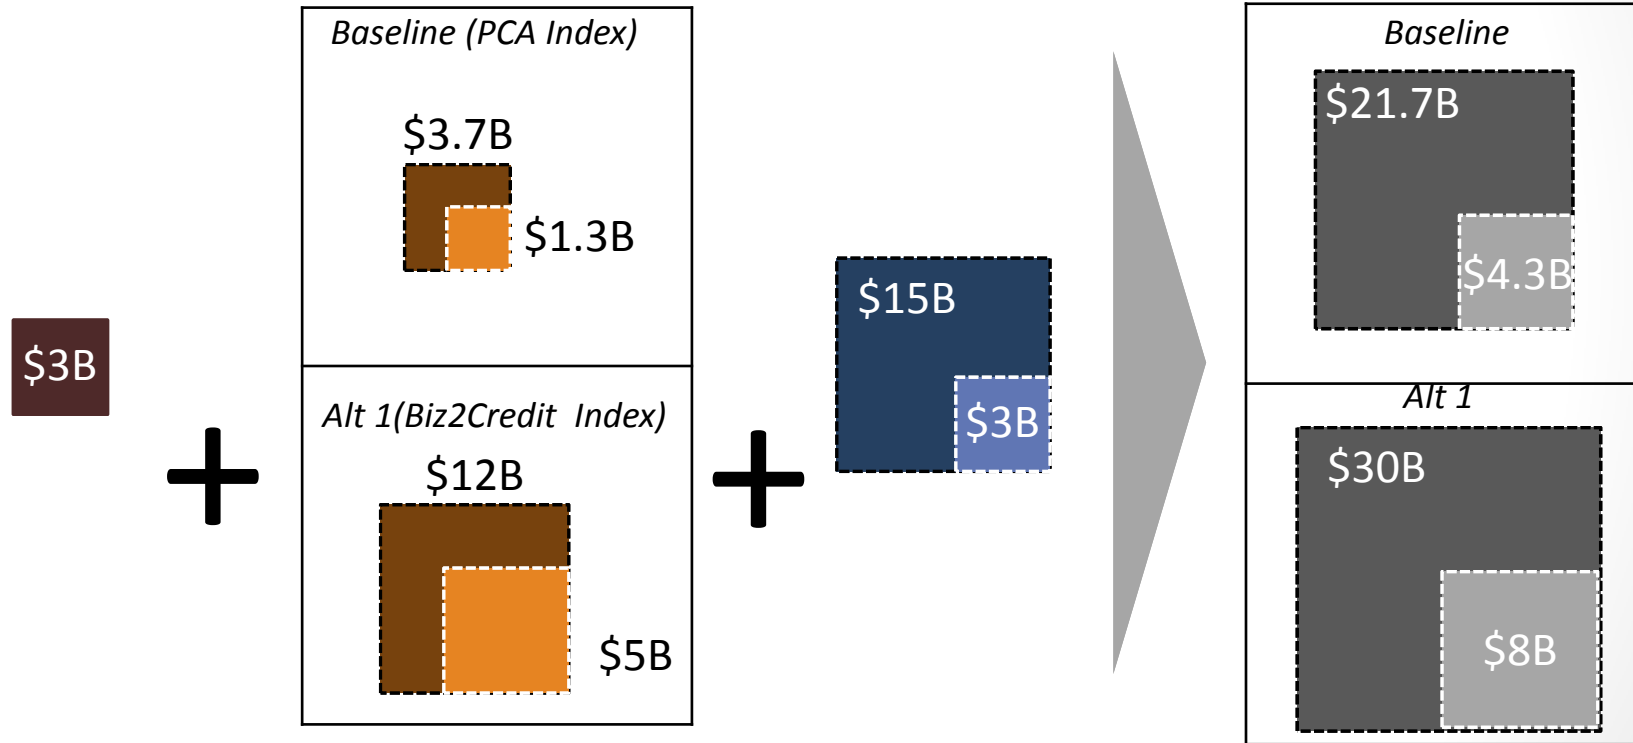 $3B
Baseline (PCA Index)
$3.7B
$1.3B
Alt 1(Biz2Credit  Index)
$12B
$5B
$15B
$3B
Baseline
$21.7B
$4.3B
Alt 1
$30B
$8B